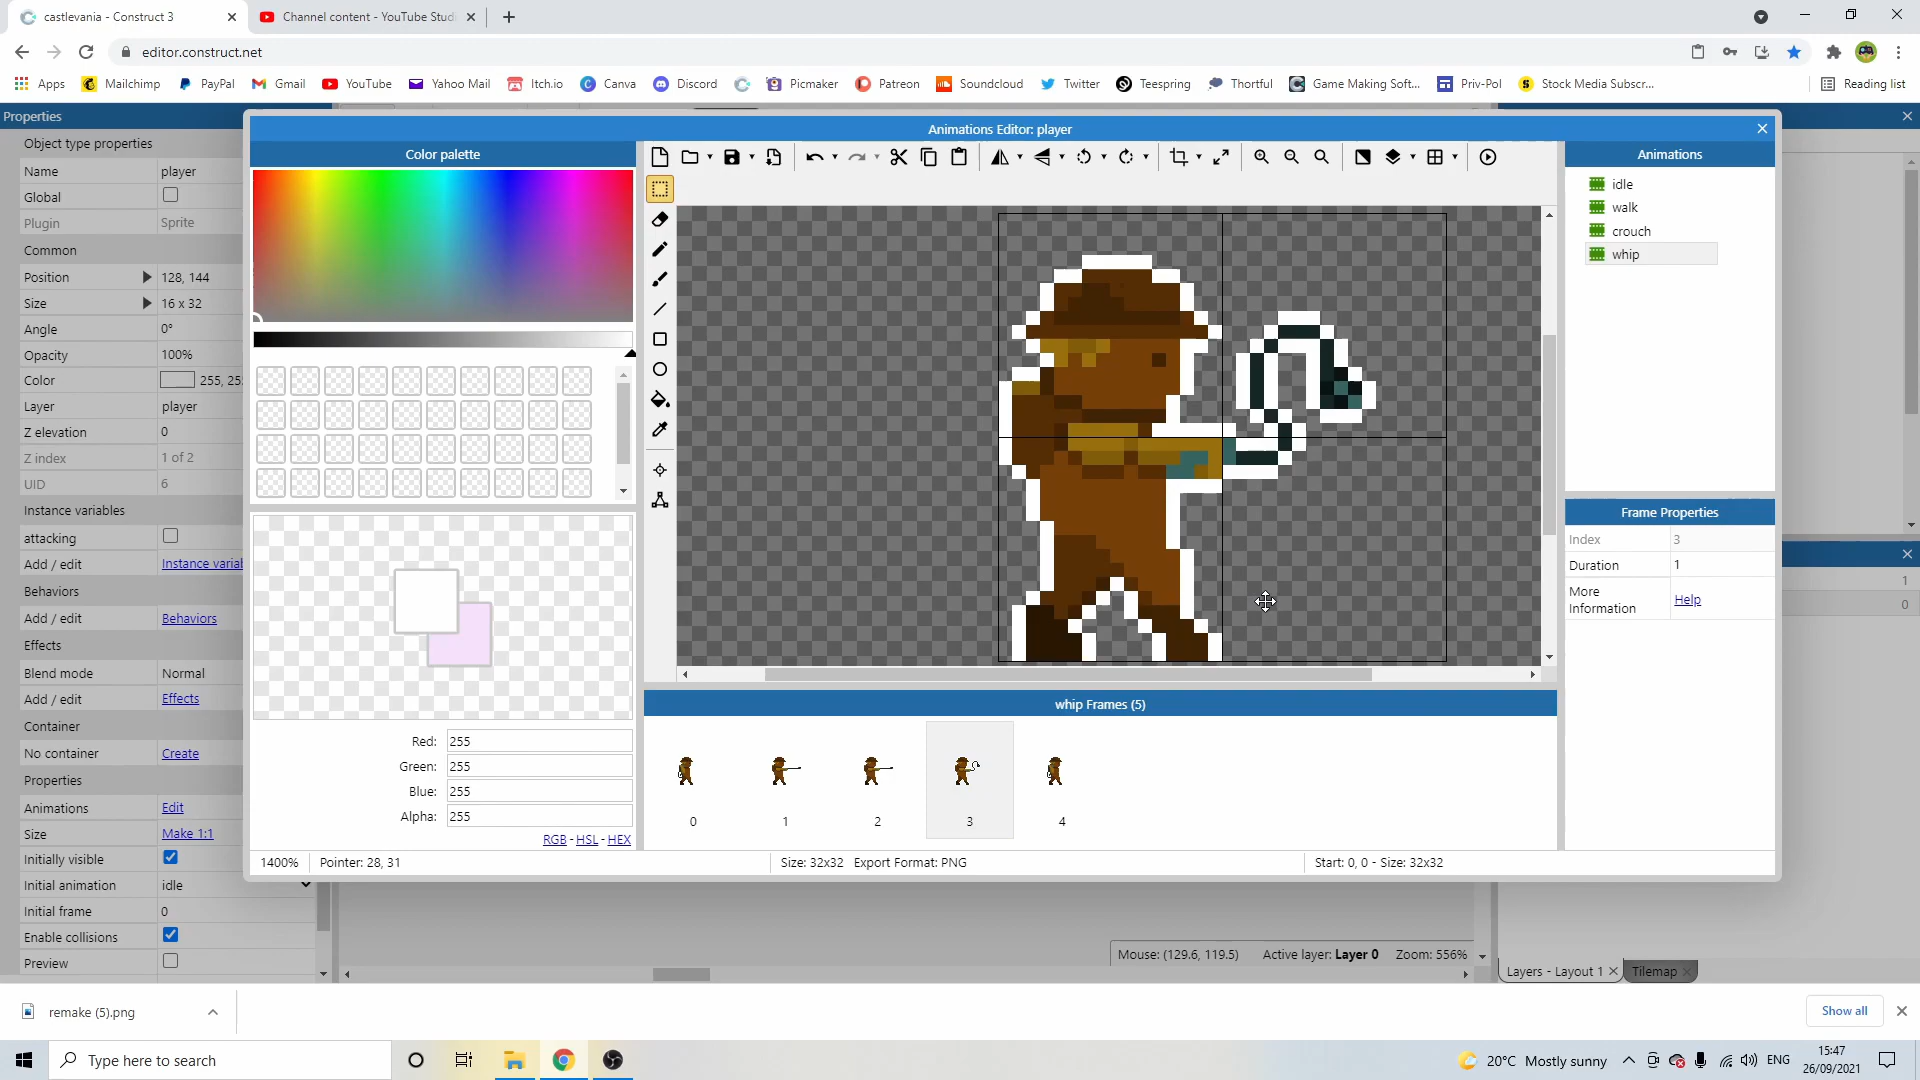 castlevania - Construct 3
Channel content - YouTube Stud
editor.construct.net
Apps
Mailchimp
PayPal
Gmail
YouTube
Yahoo Mail
Itch.io
Canva
Discord
Picmaker
Patreon
Soundcloud
Twitter
Teespring
Thortful
Game Making Soft...
Priv-Pol
Stock Media Subscr...
Reading list
Properties
Object type properties
Name player
Global
Plugin Sprite
Common
Position 128, 144
Size 16 x 32
Angle 0°
Opacity 100%
Color 255, 25
Layer player
Z elevation 0
Z index 1 of 2
UID 6
Instance variables
attacking
Add / edit Instance variab
Behaviors
Add / edit Behaviors
Effects
Blend mode Normal
Add / edit Effects
Container
No container Create
Properties
Animations Edit
Size Make 1:1
Initially visible
Initial animation idle
Initial frame 0
Enable collisions
Preview
Animations Editor: player
Color palette
Red: 255
Green: 255
Blue: 255
Alpha: 255
RGB - HSL - HEX
1400% Pointer: 28, 31
Size: 32x32 Export Format: PNG
Start: 0, 0 - Size: 32x32
whip Frames (5)
0 1 2 3 4
Animations
idle
walk
crouch
whip
Frame Properties
Index 3
Duration 1
More
Information Help
1
0
Mouse: (129.6, 119.5) Active layer: Layer 0 Zoom: 556%
Layers - Layout 1
Tilemap
remake (5).png
Show all
Type here to search
20°C Mostly sunny
ENG
15:47
26/09/2021